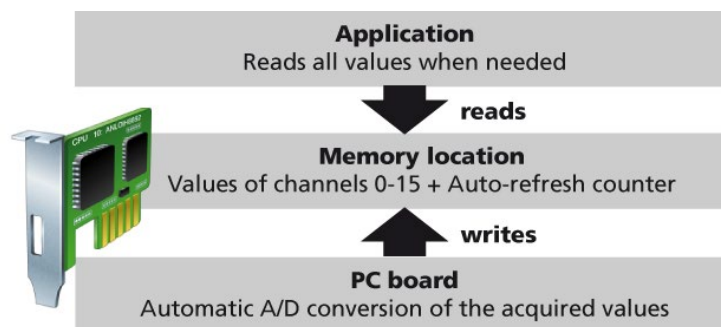 Application
Reads all values when needed
reads
Memory location
Values of channels 0-15 + Auto-refresh counter
writes
PC board
Automatic A/D conversion of the acquired values